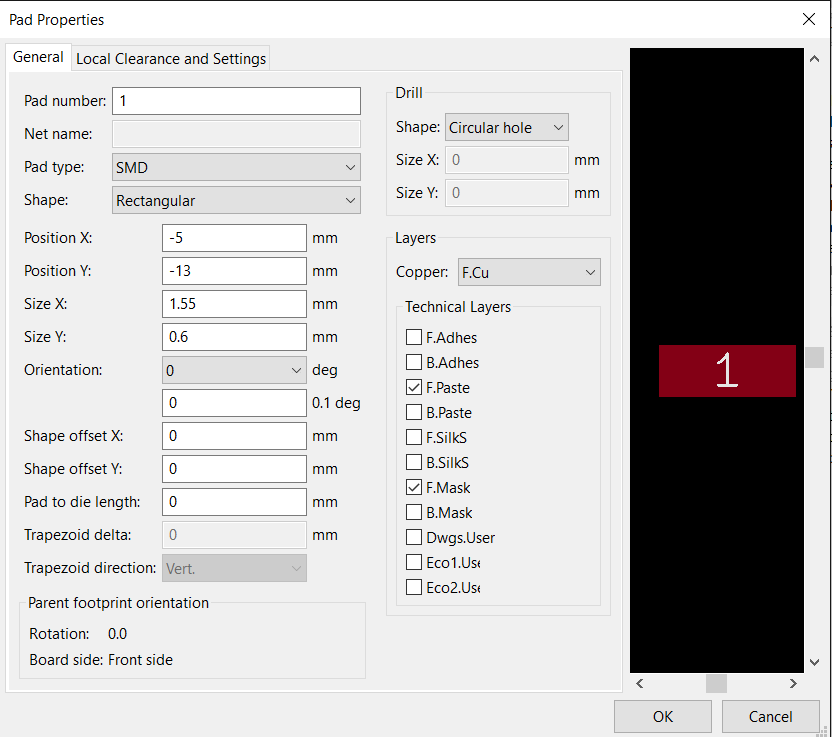 Pad Properties
General
Local Clearance and Settings
Pad number: 1
Net name:
Pad type: SMD
Shape: Rectangular
Position X: -5 mm
Position Y: -13 mm
Size X: 1.55 mm
Size Y: 0.6 mm
Orientation: 0 deg
0 0.1 deg
Shape offset X: 0 mm
Shape offset Y: 0 mm
Pad to die length: 0 mm
Trapezoid delta: 0 mm
Trapezoid direction: Vert.
Parent footprint orientation
Rotation: 0.0
Board side: Front side
Drill
Shape: Circular hole
Size X: 0 mm
Size Y: 0 mm
Layers
Copper: F.Cu
Technical Layers
F.Adhes
B.Adhes
F.Paste
B.Paste
F.SilkS
B.SilkS
F.Mask
B.Mask
Dwgs.User
Eco1.Use
Eco2.Use
1
OK
Cancel